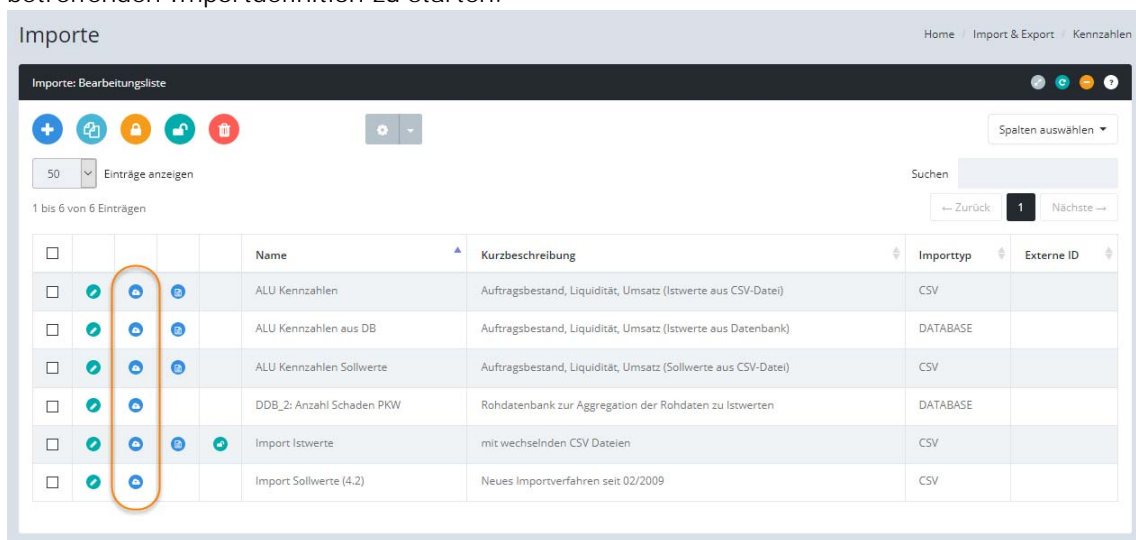 betreffenden Importdefinition zu starten.
Importe
Home / Import & Export / Kennzahlen
Importe: Bearbeitungsliste
Spalten auswählen
50 Einträge anzeigen
Suchen
1 bis 6 von 6 Einträgen
← Zurück 1 Nächste →
Name Kurzbeschreibung Importtyp Externe ID
ALU Kennzahlen Auftragsbestand, Liquidität, Umsatz (Istwerte aus CSV-Datei) CSV
ALU Kennzahlen aus DB Auftragsbestand, Liquidität, Umsatz (Istwerte aus Datenbank) DATABASE
ALU Kennzahlen Sollwerte Auftragsbestand, Liquidität, Umsatz (Sollwerte aus CSV-Datei) CSV
DDB_2: Anzahl Schaden PKW Rohdatenbank zur Aggregation der Rohdaten zu Istwerten DATABASE
Import Istwerte mit wechselnden CSV Dateien CSV
Import Sollwerte (4.2) Neues Importverfahren seit 02/2009 CSV